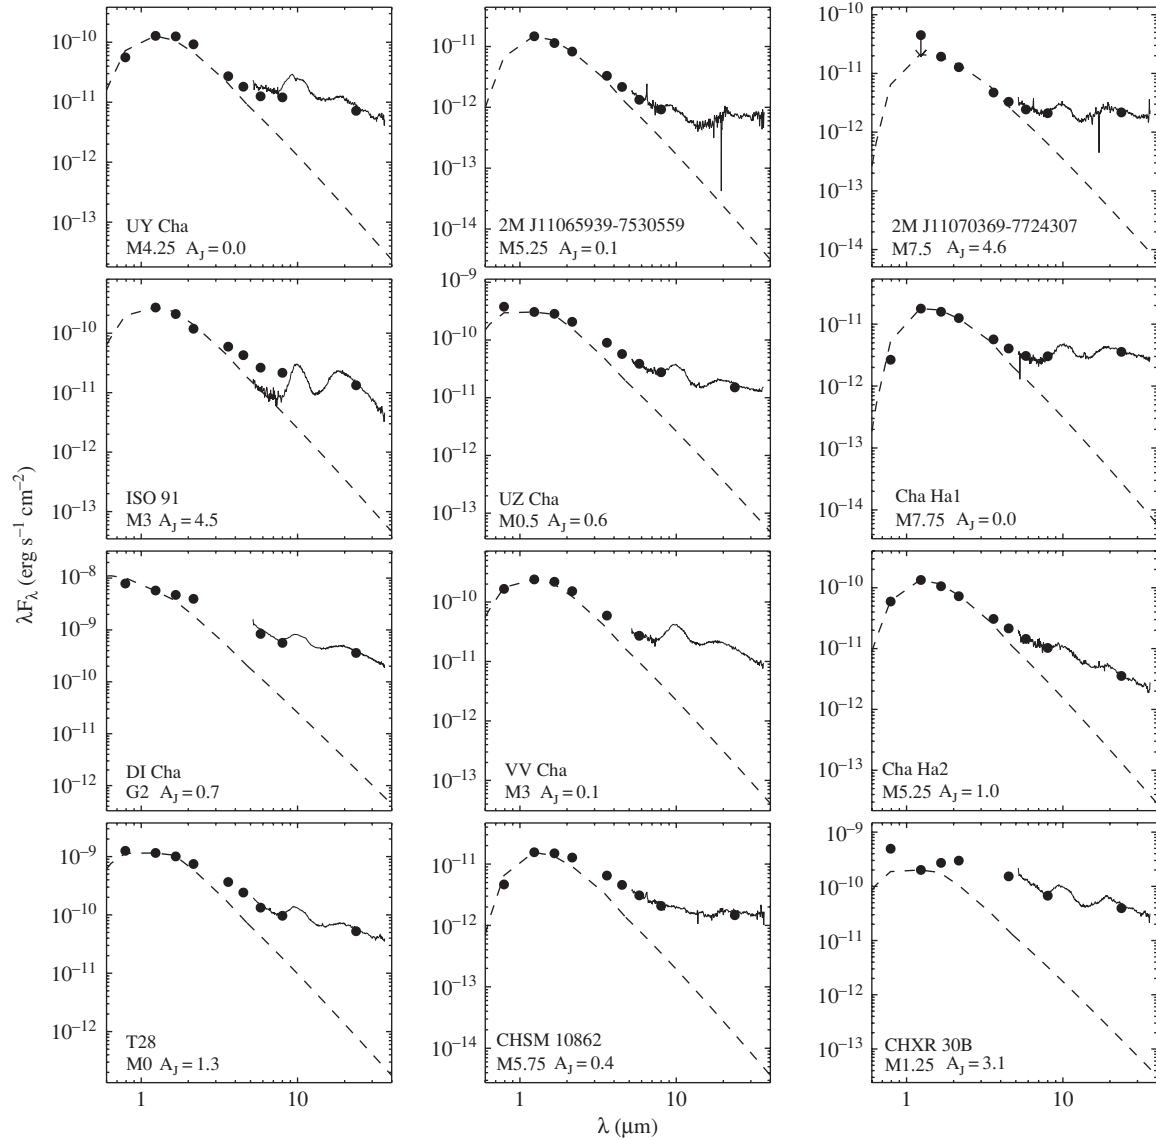 10⁻¹⁰
10⁻¹¹
10⁻¹²
10⁻¹³
UY Cha
M4.25 A_J = 0.0
10⁻¹¹
10⁻¹²
10⁻¹³
10⁻¹⁴
2M J11065939-7530559
M5.25 A_J = 0.1
10⁻¹⁰
10⁻¹¹
10⁻¹²
10⁻¹³
10⁻¹⁴
2M J11070369-7724307
M7.5 A_J = 4.6
10⁻¹⁰
10⁻¹¹
10⁻¹²
10⁻¹³
ISO 91
M3 A_J = 4.5
10⁻⁹
10⁻¹⁰
10⁻¹¹
10⁻¹²
10⁻¹³
UZ Cha
M0.5 A_J = 0.6
10⁻¹¹
10⁻¹²
10⁻¹³
10⁻¹⁴
Cha Ha1
M7.75 A_J = 0.0
λF_λ (erg s⁻¹ cm⁻²)
10⁻⁸
10⁻⁹
10⁻¹⁰
10⁻¹¹
10⁻¹²
DI Cha
G2 A_J = 0.7
10⁻¹⁰
10⁻¹¹
10⁻¹²
10⁻¹³
VV Cha
M3 A_J = 0.1
10⁻¹⁰
10⁻¹¹
10⁻¹²
10⁻¹³
Cha Ha2
M5.25 A_J = 1.0
10⁻⁹
10⁻¹⁰
10⁻¹¹
10⁻¹²
T28
M0 A_J = 1.3
10⁻¹¹
10⁻¹²
10⁻¹³
10⁻¹⁴
CHSM 10862
M5.75 A_J = 0.4
10⁻⁹
10⁻¹⁰
10⁻¹¹
10⁻¹²
10⁻¹³
CHXR 30B
M1.25 A_J = 3.1
1 10
1 10
1 10
λ (μm)